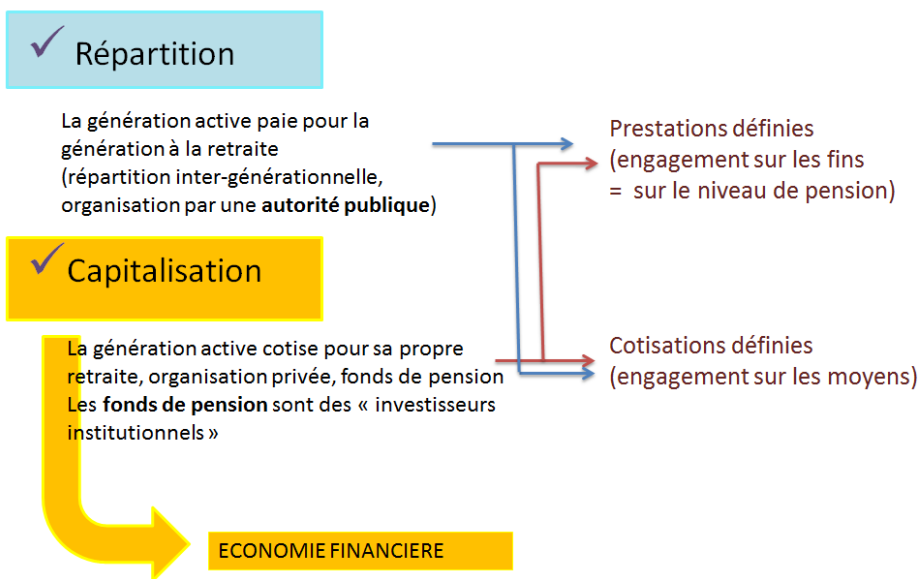 Répartition
La génération active paie pour la
génération à la retraite
(répartition inter-générationnelle,
organisation par une autorité publique)
Prestations définies
(engagement sur les fins
= sur le niveau de pension)
Capitalisation
La génération active cotise pour sa propre
retraite, organisation privée, fonds de pension
Les fonds de pension sont des « investisseurs
institutionnels »
Cotisations définies
(engagement sur les moyens)
ECONOMIE FINANCIERE